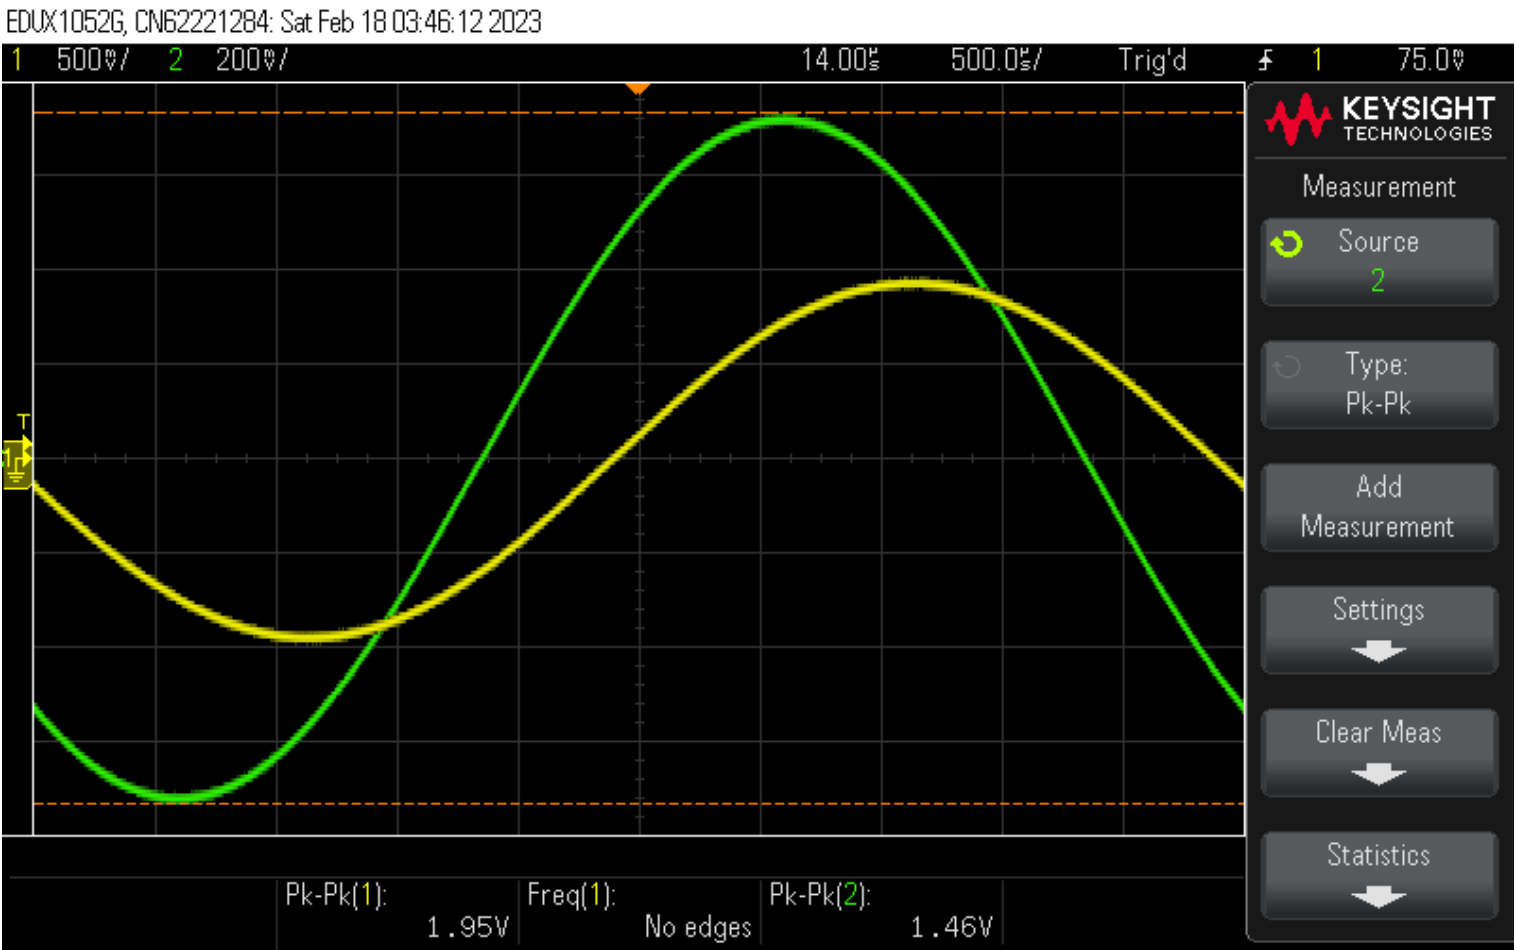 EDUX1052G, CN62221284: Sat Feb 18 03:46:12 2023
1 500mV/ 2 200mV/ 14.00µs 500.0µs/ Trig'd 1 75.0mV
KEYSIGHT
TECHNOLOGIES
Measurement
Source
2
Type:
Pk-Pk
Add
Measurement
Settings
Clear Meas
Statistics
T
1
Pk-Pk(1):
1.95V
Freq(1):
No edges
Pk-Pk(2):
1.46V